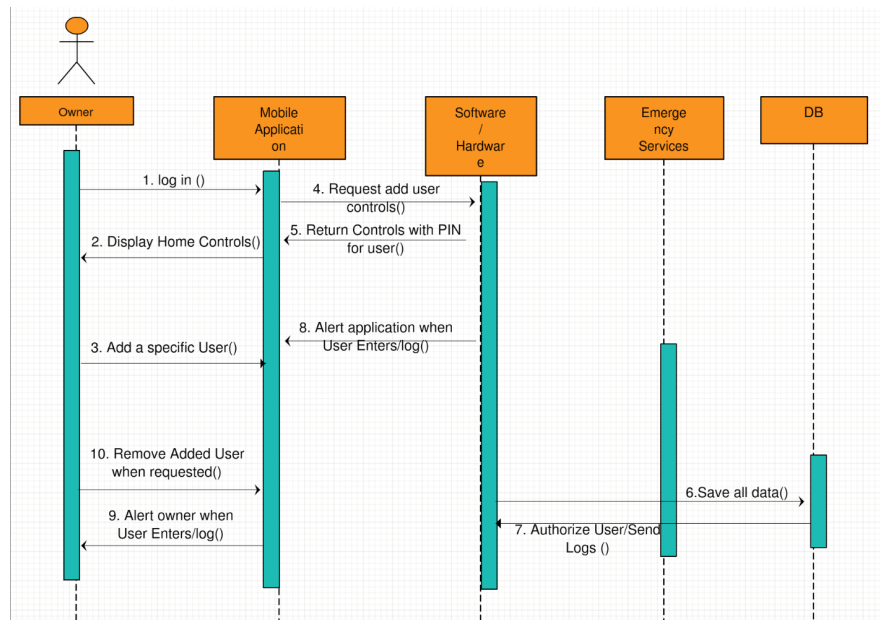 Owner
Mobile
Applicati
on
Software
/
Hardwar
e
Emerge
ncy
Services
DB
1. log in ()
4. Request add user
controls()
5. Return Controls with PIN
for user()
2. Display Home Controls()
8. Alert application when
User Enters/log()
3. Add a specific User()
10. Remove Added User
when requested()
6.Save all data()
9. Alert owner when
User Enters/log()
7. Authorize User/Send
Logs ()